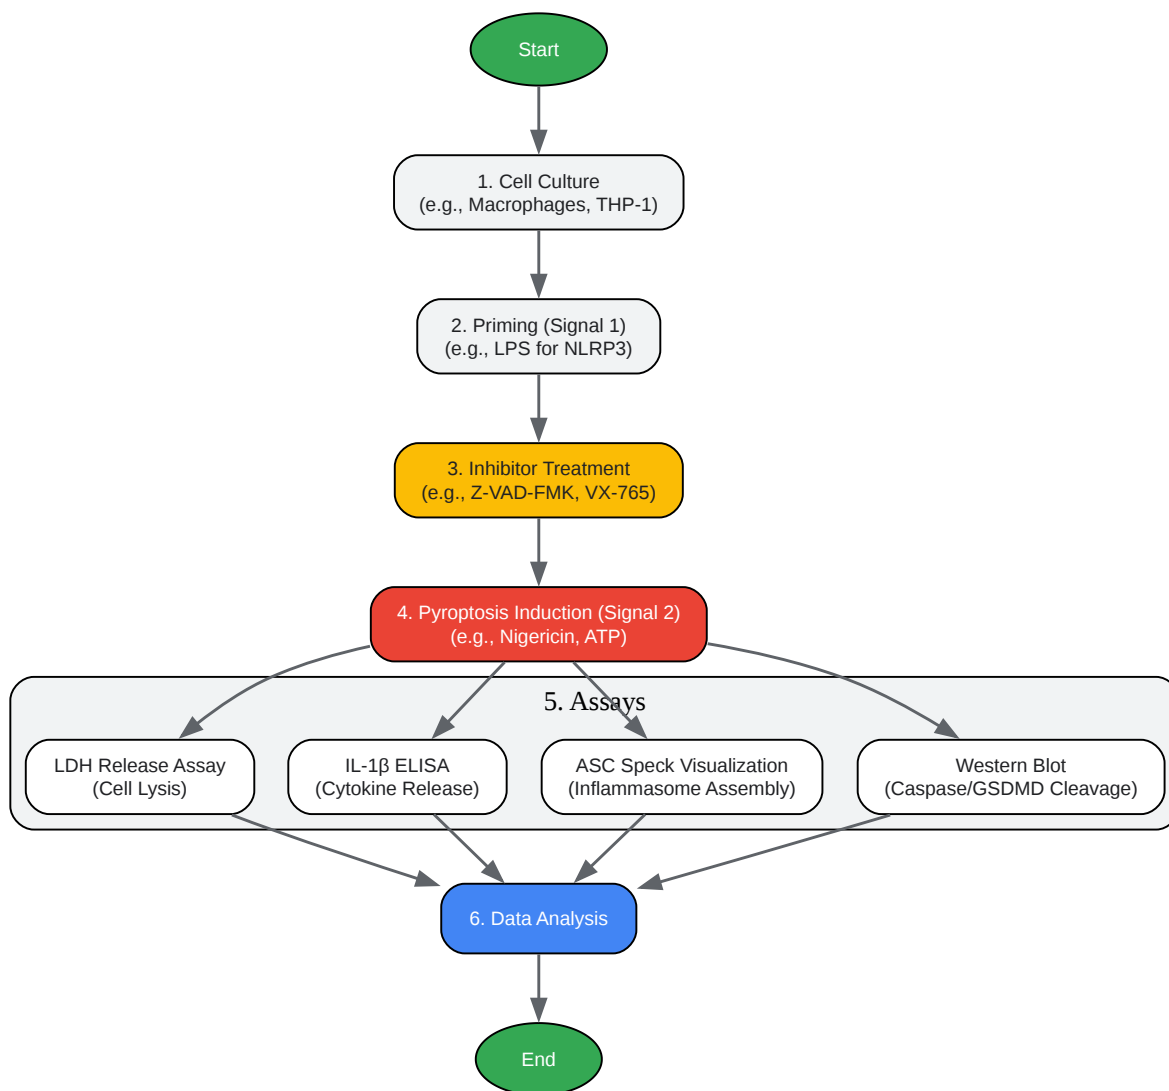 Start
1. Cell Culture
(e.g., Macrophages, THP-1)
2. Priming (Signal 1)
(e.g., LPS for NLRP3)
3. Inhibitor Treatment
(e.g., Z-VAD-FMK, VX-765)
4. Pyroptosis Induction (Signal 2)
(e.g., Nigericin, ATP)
5. Assays
LDH Release Assay
(Cell Lysis)
IL-1β ELISA
(Cytokine Release)
ASC Speck Visualization
(Inflammasome Assembly)
Western Blot
(Caspase/GSDMD Cleavage)
6. Data Analysis
End